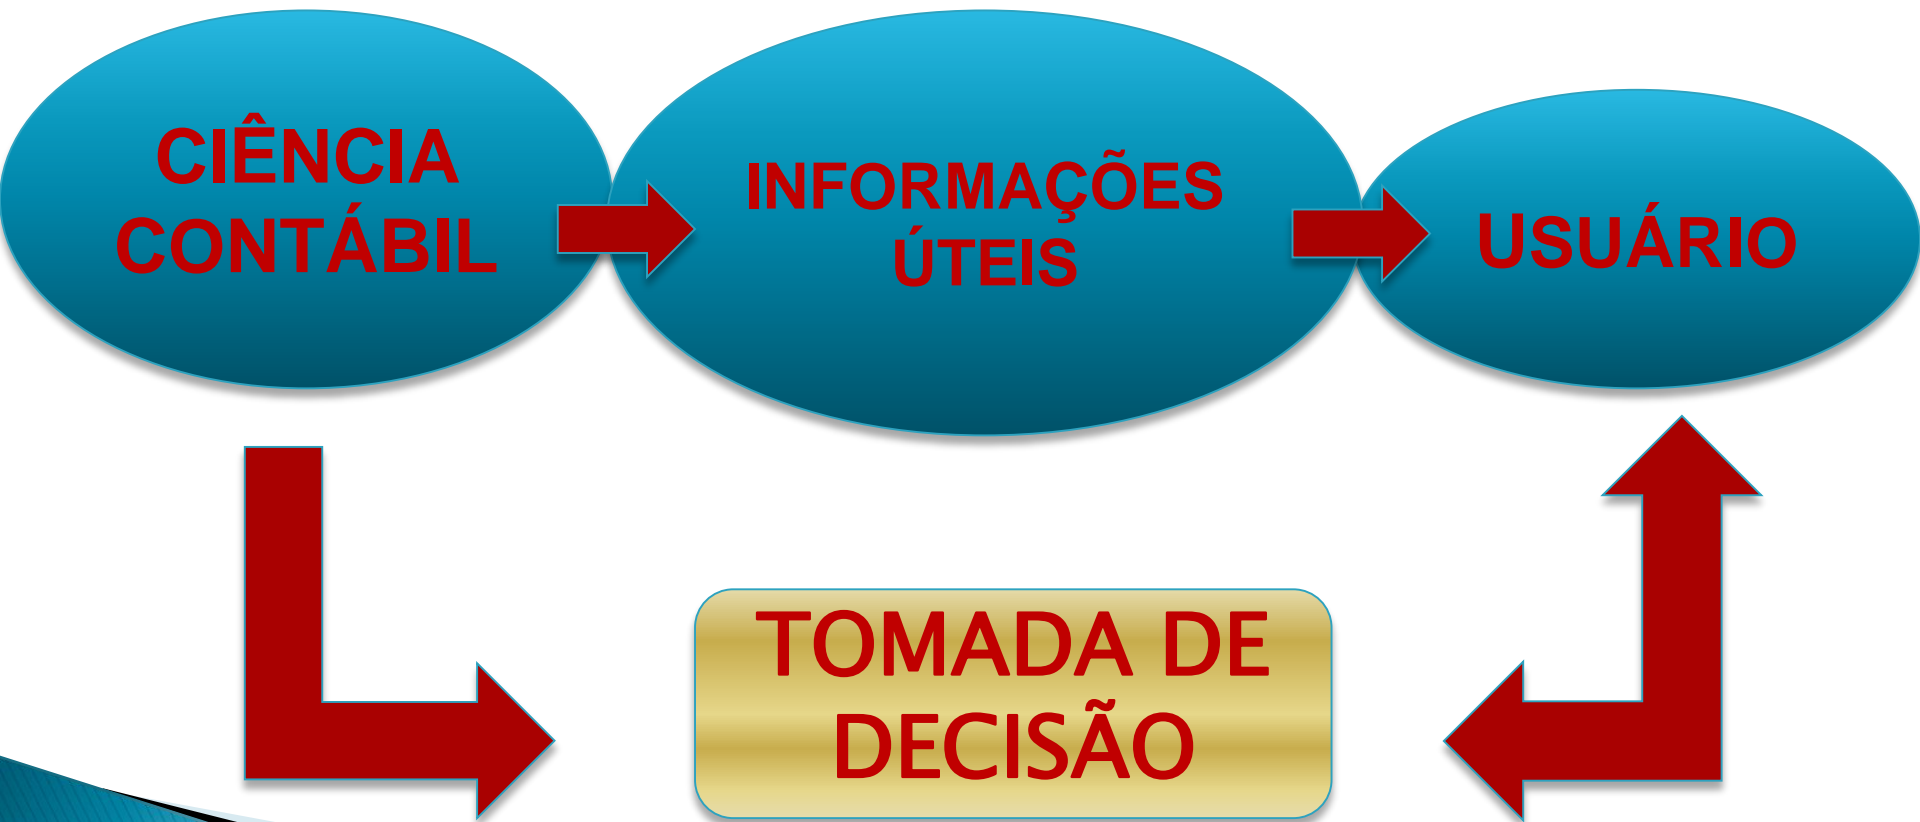 CIÊNCIA
CONTÁBIL
INFORMAÇÕES
ÚTEIS
USUÁRIO
TOMADA DE
DECISÃO